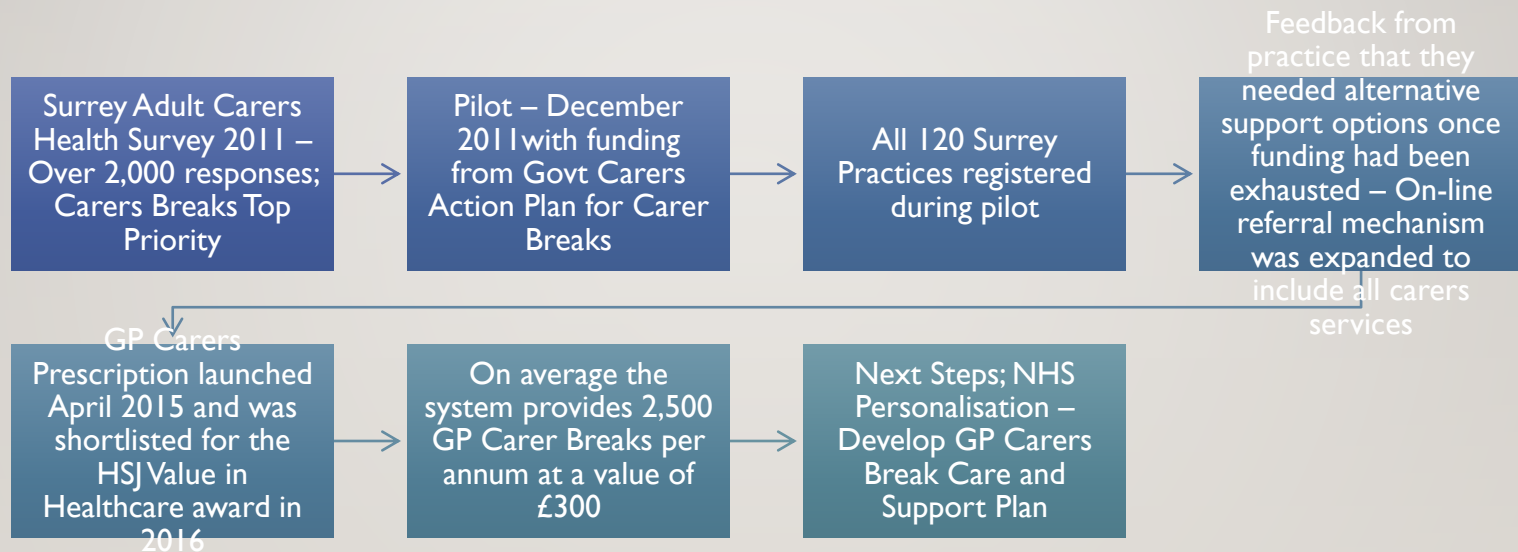 Surrey Adult Carers
Health Survey 2011 –
Over 2,000 responses;
Carers Breaks Top
Priority
Pilot – December
2011with funding
from Govt Carers
Action Plan for Carer
Breaks
All 120 Surrey
Practices registered
during pilot
Feedback from
practice that they
needed alternative
support options once
funding had been
exhausted – On-line
referral mechanism
was expanded to
include all carers
services
GP Carers
Prescription launched
April 2015 and was
shortlisted for the
HSJ Value in
Healthcare award in
2016
On average the
system provides 2,500
GP Carer Breaks per
annum at a value of
£300
Next Steps; NHS
Personalisation –
Develop GP Carers
Break Care and
Support Plan